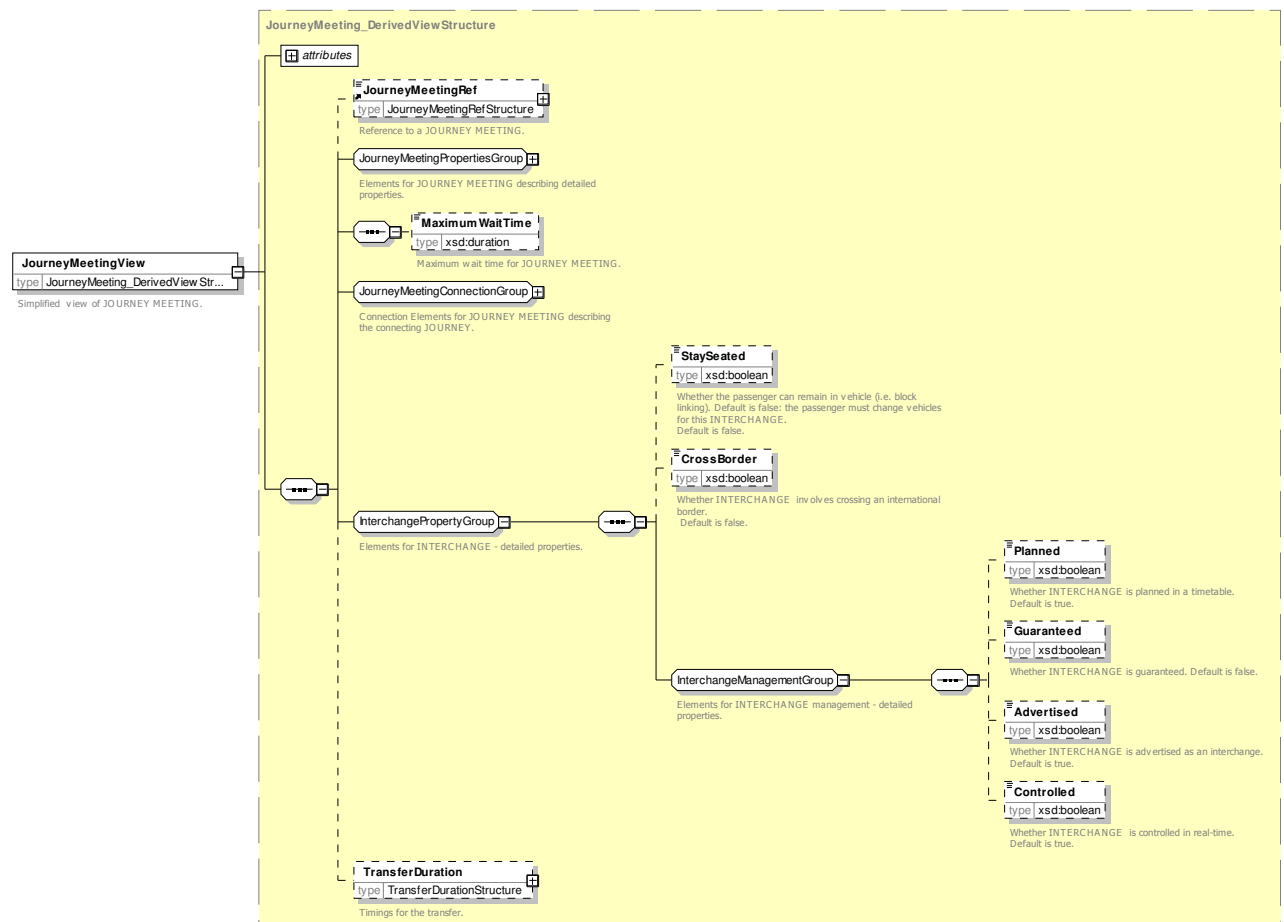 JourneyMeeting_DerivedViewStructure
attributes
JourneyMeetingRef
type JourneyMeetingRefStructure
Reference to a JOURNEY MEETING.
JourneyMeetingPropertiesGroup
Elements for JOURNEY MEETING describing detailed
properties.
MaximumWaitTime
type xsd:duration
Maximum wait time for JOURNEY MEETING.
JourneyMeetingView
type JourneyMeeting_DerivedViewStr...
Simplified view of JOURNEY MEETING.
JourneyMeetingConnectionGroup
Connection Elements for JOURNEY MEETING describing
the connecting JOURNEY.
StaySeated
type xsd:boolean
Whether the passenger can remain in vehicle (i.e. block
linking). Default is false: the passenger must change vehicles
for this INTERCHANGE.
Default is false.
CrossBorder
type xsd:boolean
Whether INTERCHANGE involves crossing an international
border.
Default is false.
InterchangePropertyGroup
Elements for INTERCHANGE - detailed properties.
Planned
type xsd:boolean
Whether INTERCHANGE is planned in a timetable.
Default is true.
Guaranteed
type xsd:boolean
Whether INTERCHANGE is guaranteed. Default is false.
InterchangeManagementGroup
Elements for INTERCHANGE management - detailed
properties.
Advertised
type xsd:boolean
Whether INTERCHANGE is advertised as an interchange.
Default is true.
Controlled
type xsd:boolean
Whether INTERCHANGE is controlled in real-time.
Default is true.
TransferDuration
type TransferDurationStructure
Timings for the transfer.